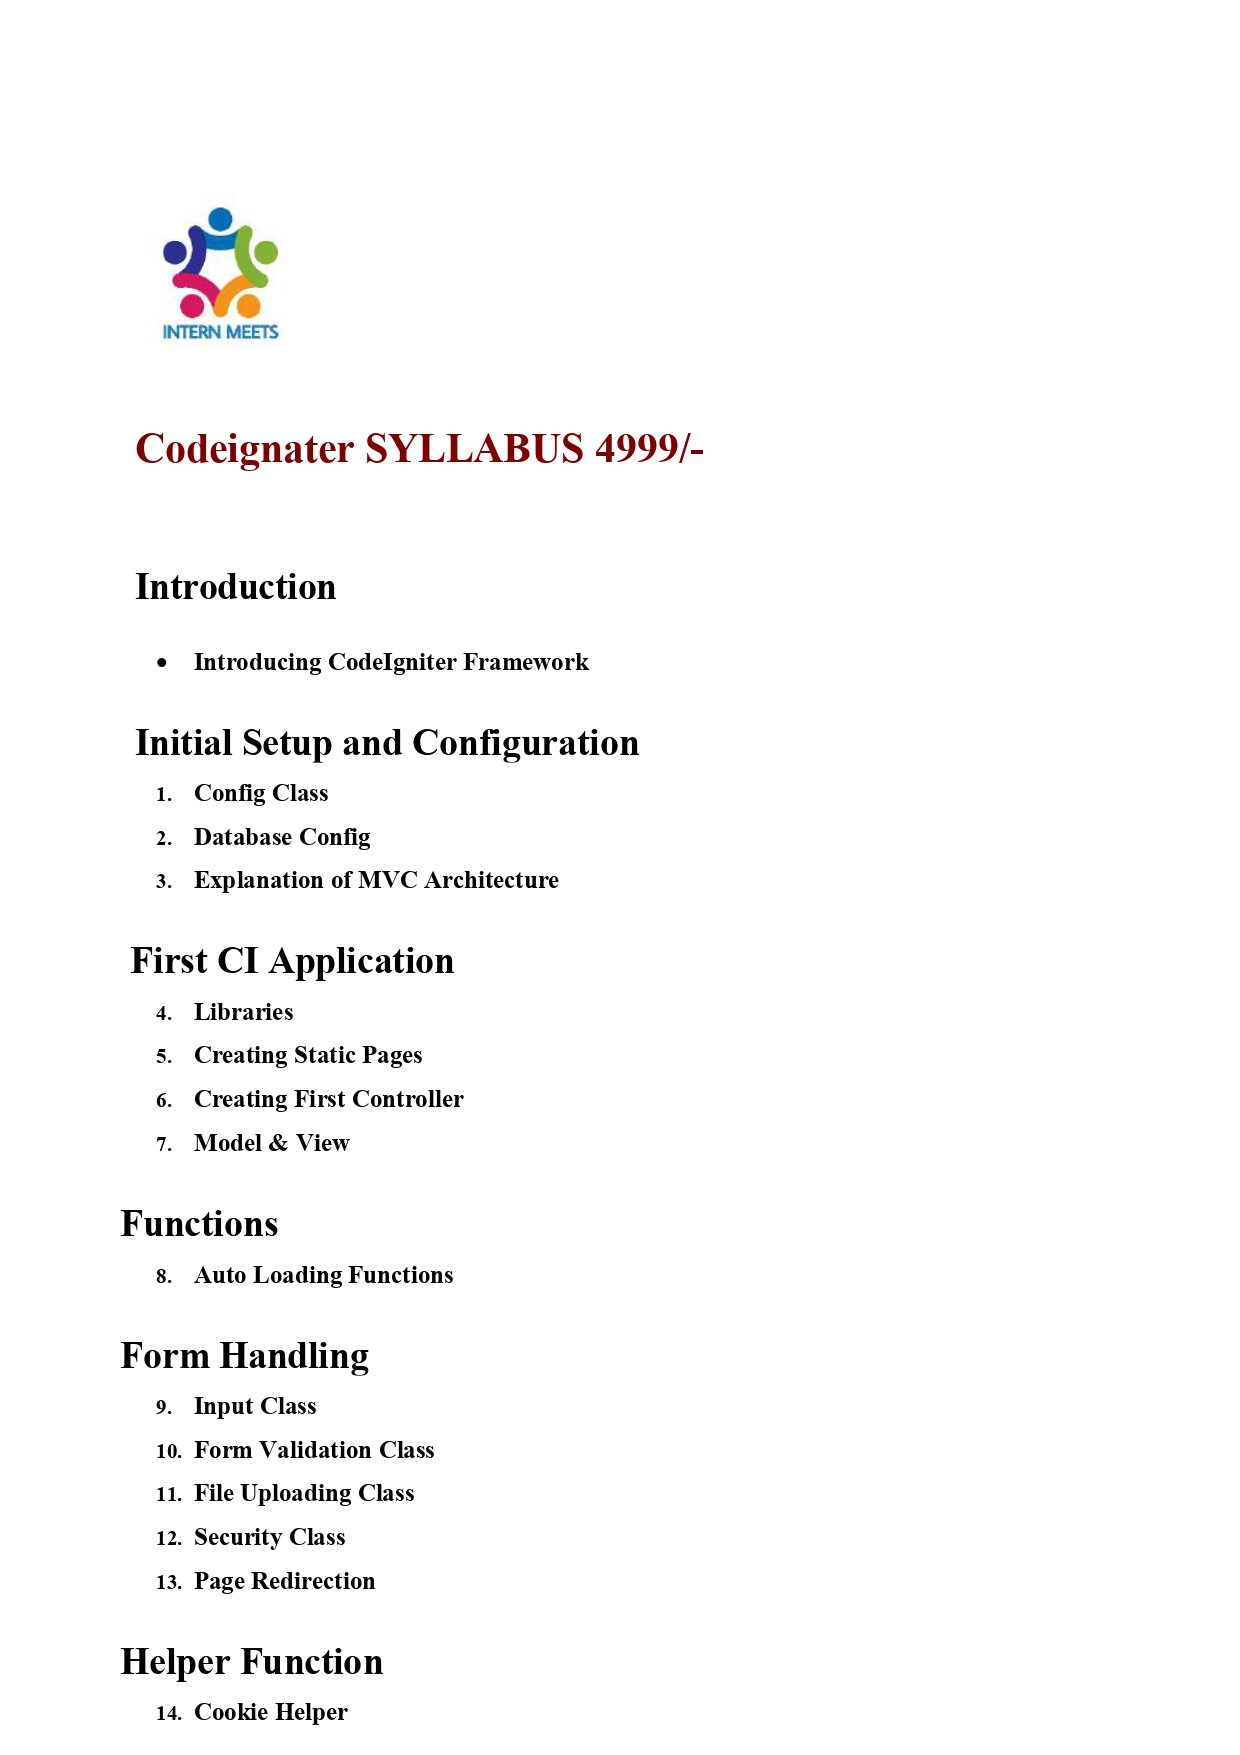 INTERN MEETS
Codeignater SYLLABUS 4999/-
Introduction
• Introducing CodeIgniter Framework
Initial Setup and Configuration
1. Config Class
2. Database Config
3. Explanation of MVC Architecture
First CI Application
4. Libraries
5. Creating Static Pages
6. Creating First Controller
7. Model & View
Functions
8. Auto Loading Functions
Form Handling
9. Input Class
10. Form Validation Class
11. File Uploading Class
12. Security Class
13. Page Redirection
Helper Function
14. Cookie Helper